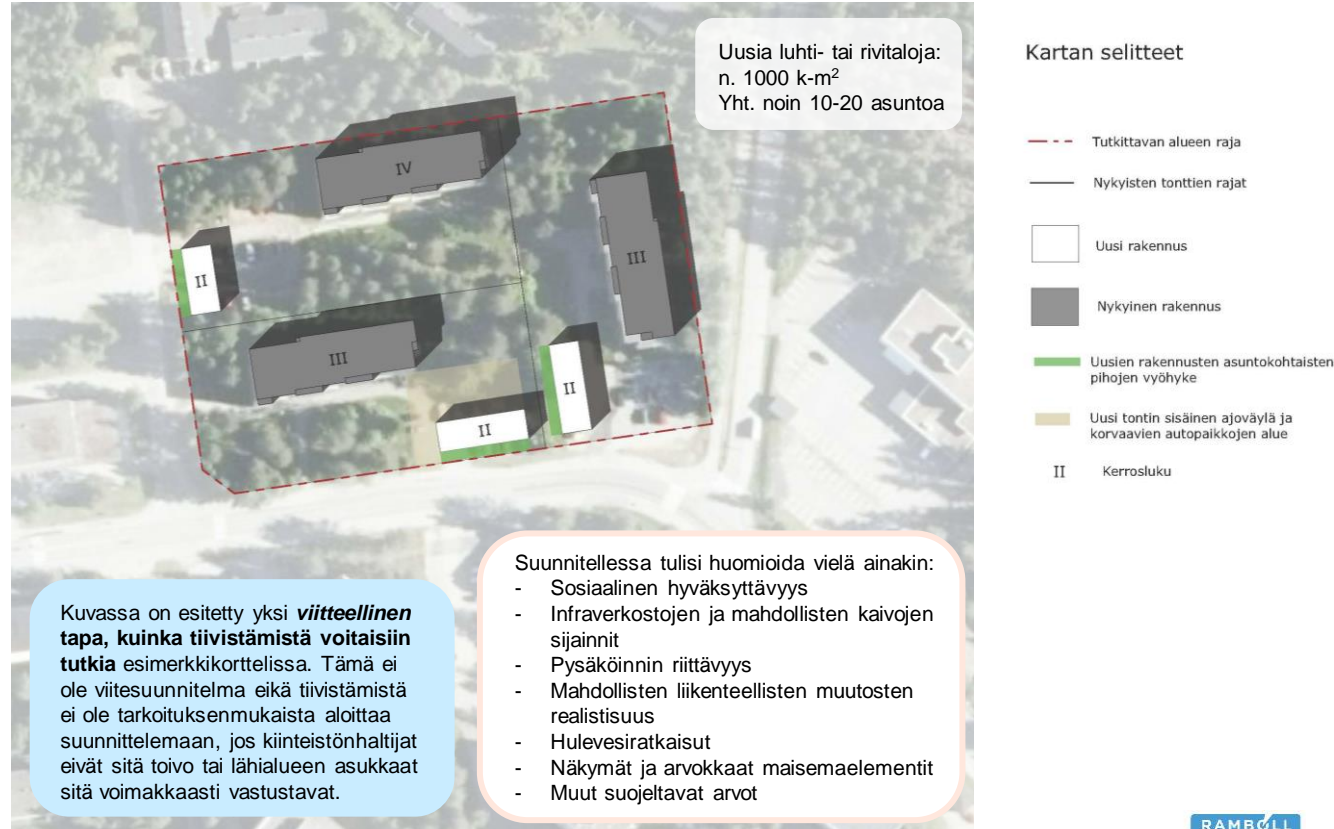 Uusia luhti- tai rivitaloja:
n. 1000 k-m²
Yht. noin 10-20 asuntoa
IV
III
II
III
II
II
Kuvassa on esitetty yksi viitteellinen
tapa, kuinka tiivistämistä voitaisiin
tutkia esimerkkikorttelissa. Tämä ei
ole viitesuunnitelma eikä tiivistämistä
ei ole tarkoituksenmukaista aloittaa
suunnittelemaan, jos kiinteistönhaltijat
eivät sitä toivo tai lähialueen asukkaat
sitä voimakkaasti vastustavat.
Suunnitellessa tulisi huomioida vielä ainakin:
- Sosiaalinen hyväksyttävyys
- Infraverkostojen ja mahdollisten kaivojen
sijainnit
- Pysäköinnin riittävyys
- Mahdollisten liikenteellisten muutosten
realistisuus
- Hulevesiratkaisut
- Näkymät ja arvokkaat maisemaelementit
- Muut suojeltavat arvot
Kartan selitteet
Tutkittavan alueen raja
Nykyisten tonttien rajat
Uusi rakennus
Nykyinen rakennus
Uusien rakennusten asuntokohtaisten
pihojen vyöhyke
Uusi tontin sisäinen ajoväylä ja
korvaavien autopaikkojen alue
II Kerrosluku
RAMBOLL